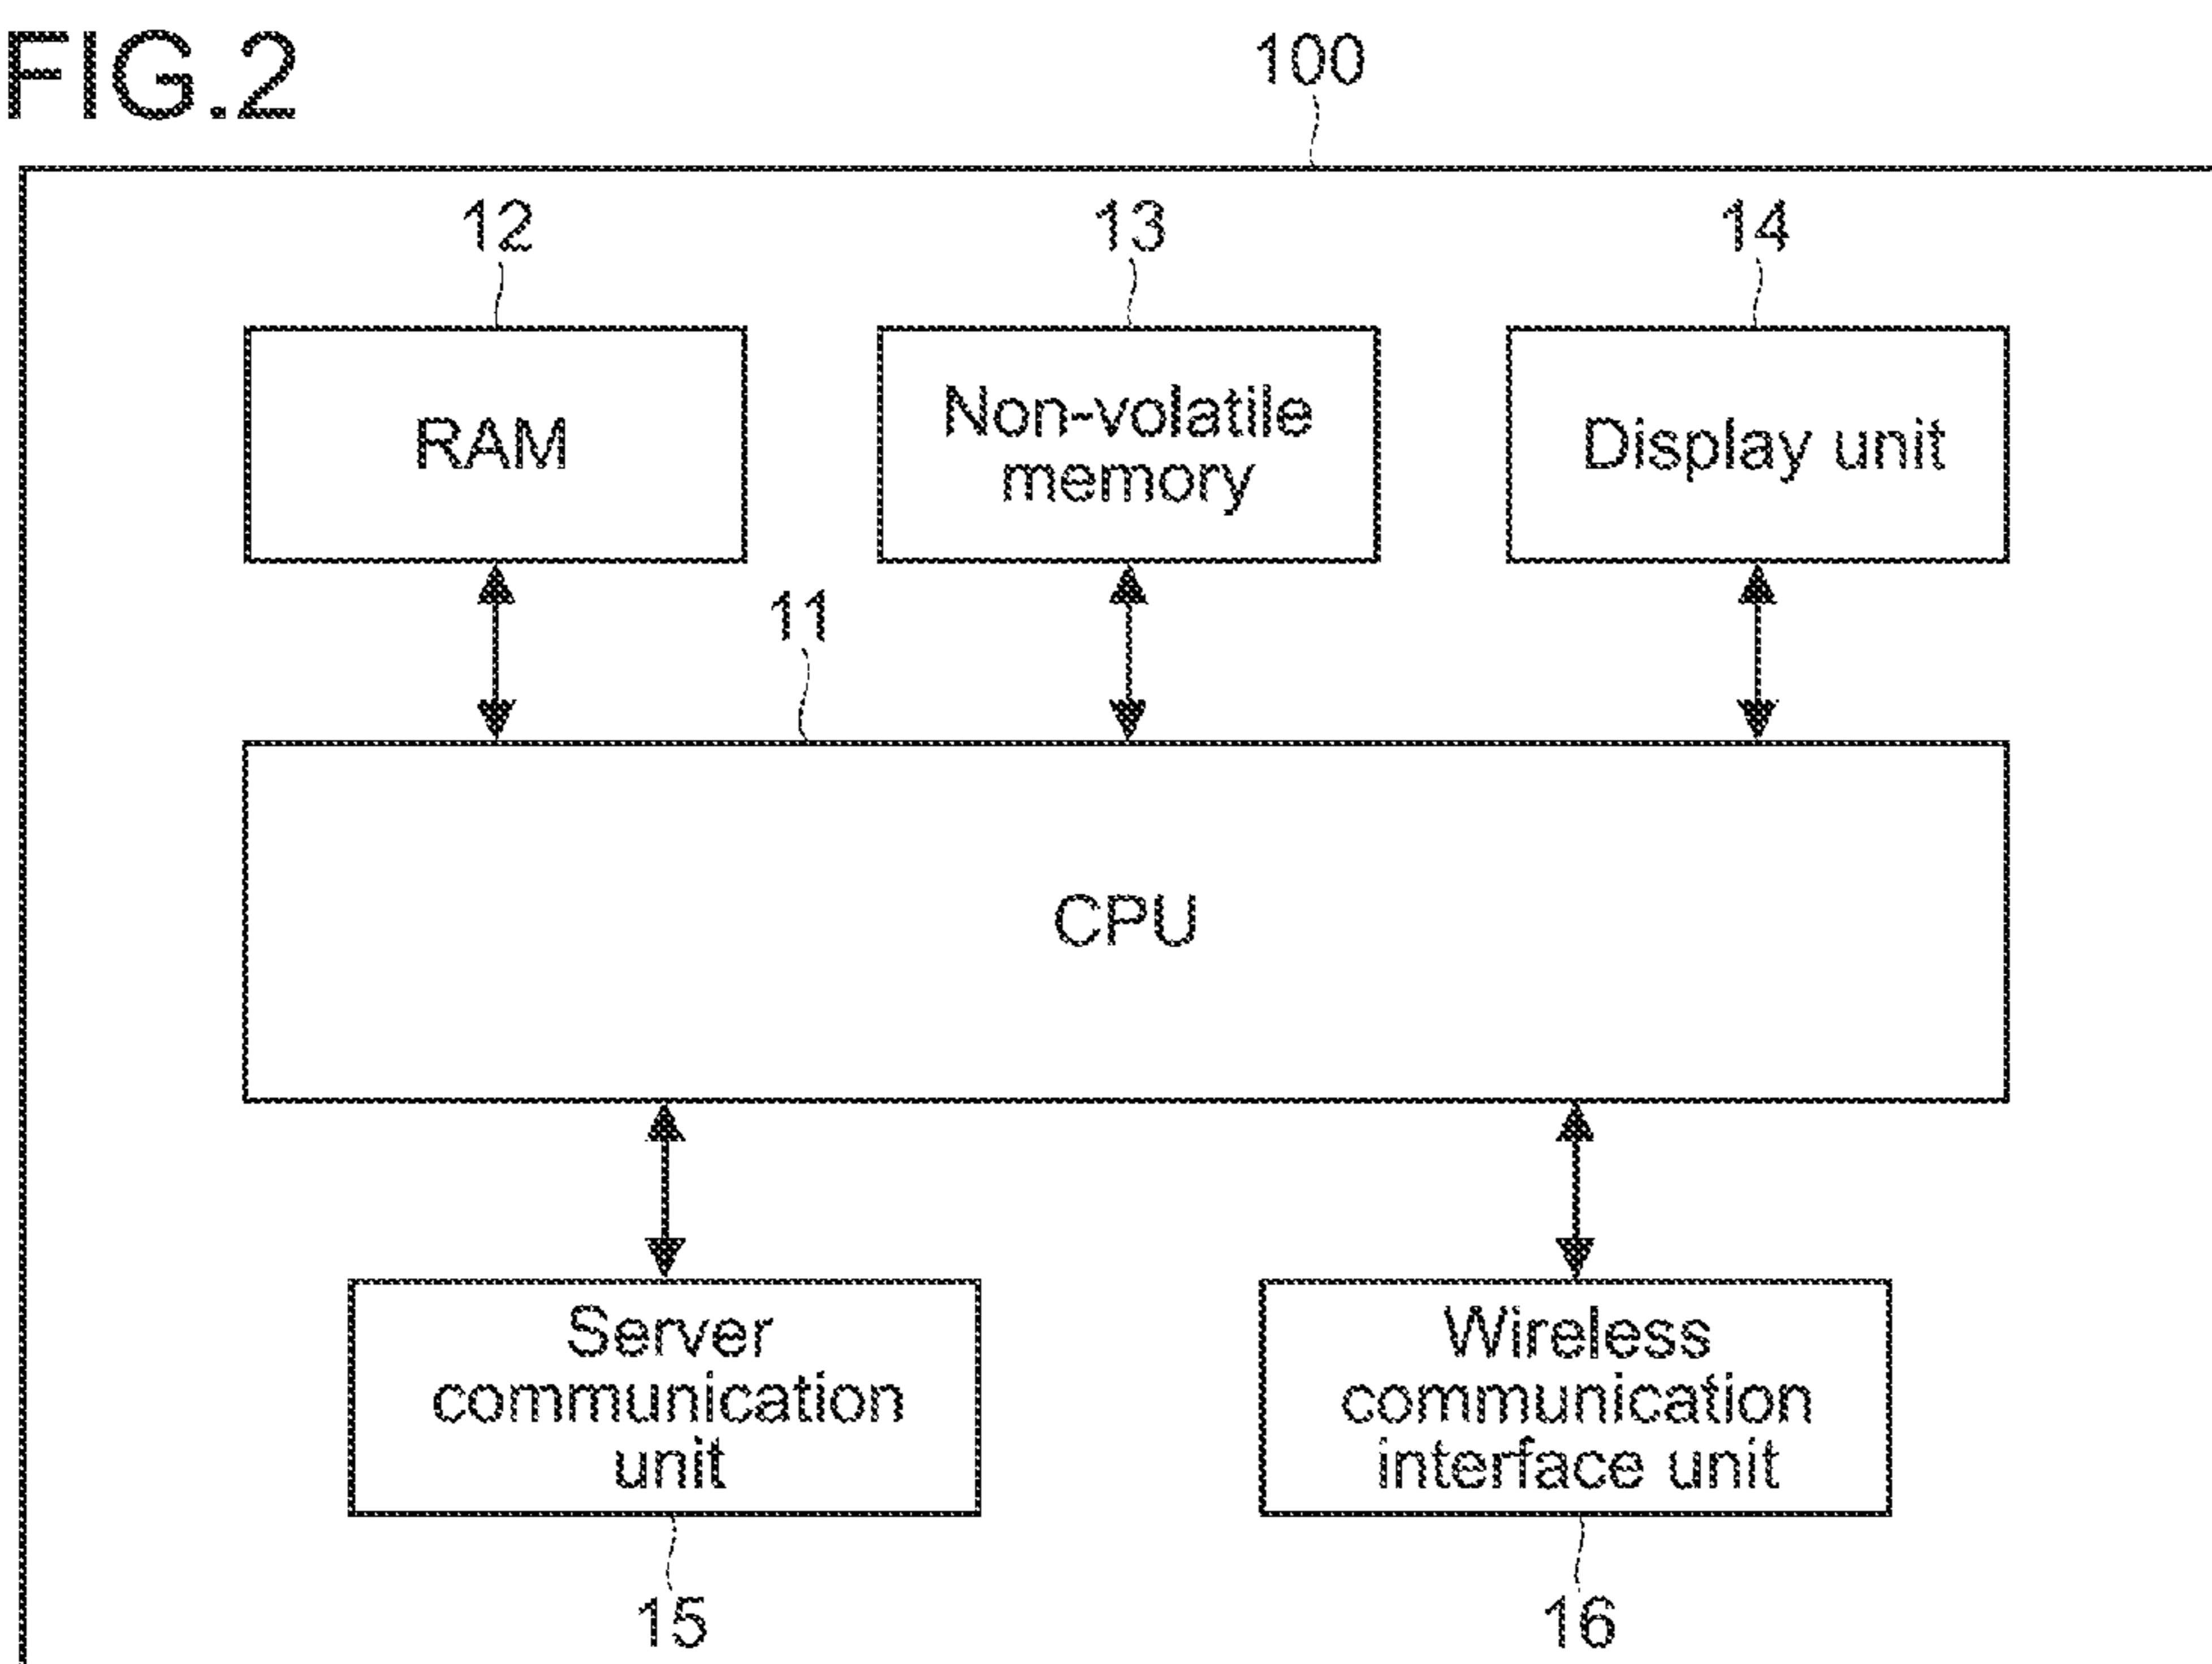 FIG.2
100
12
13
14
RAM
Non-volatile
memory
Display unit
11
CPU
Server
communication
unit
Wireless
communication
interface unit
15
16